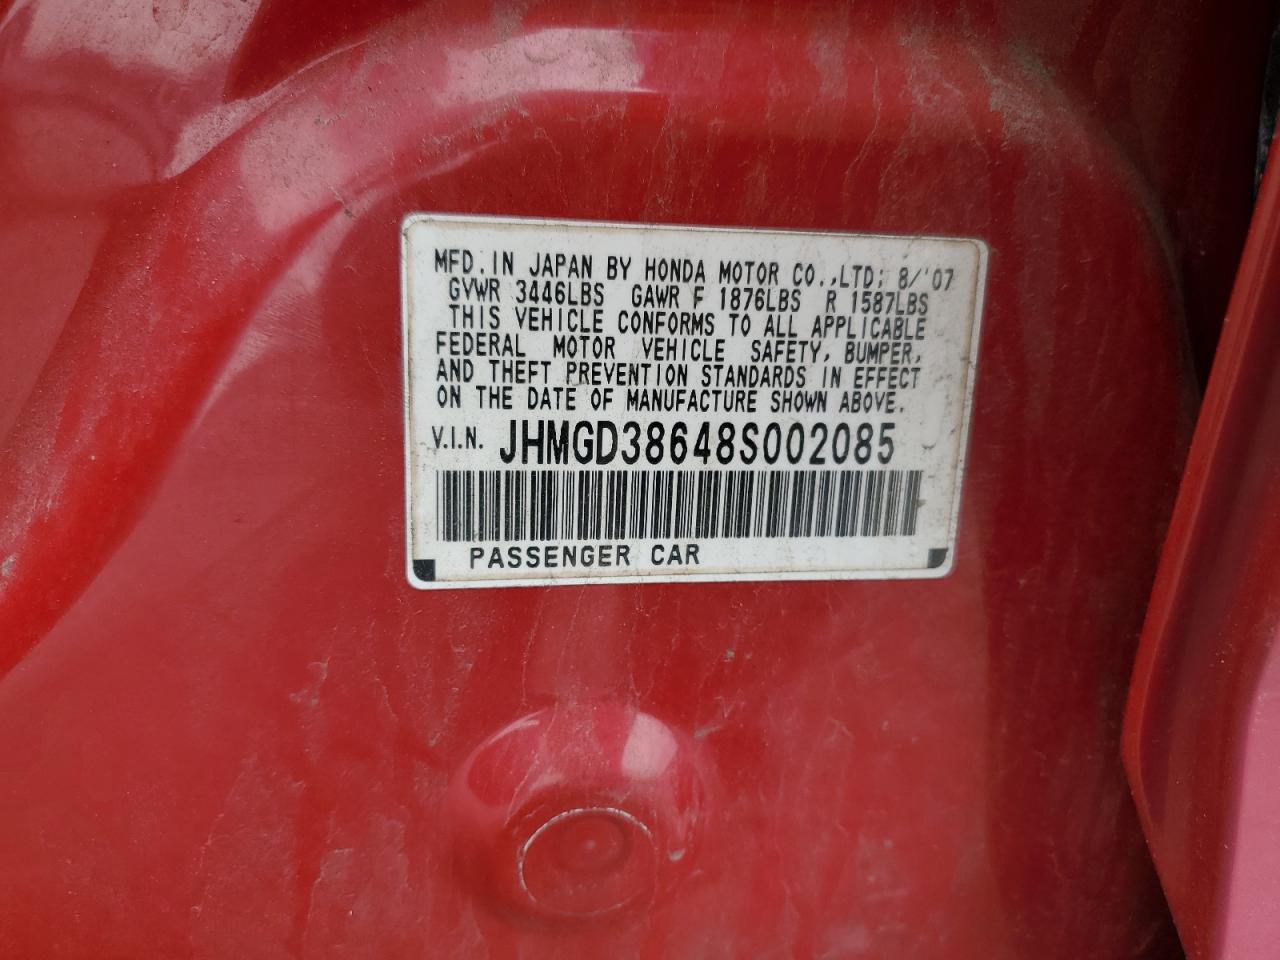 MFD. IN JAPAN BY HONDA MOTOR CO.,LTD; 8/'07
GVWR 3446LBS GAWR F 1876LBS R 1587LBS
THIS VEHICLE CONFORMS TO ALL APPLICABLE
FEDERAL MOTOR VEHICLE SAFETY, BUMPER,
AND THEFT PREVENTION STANDARDS IN EFFECT
ON THE DATE OF MANUFACTURE SHOWN ABOVE.
V.I.N. JHMGD38648S002085
PASSENGER CAR